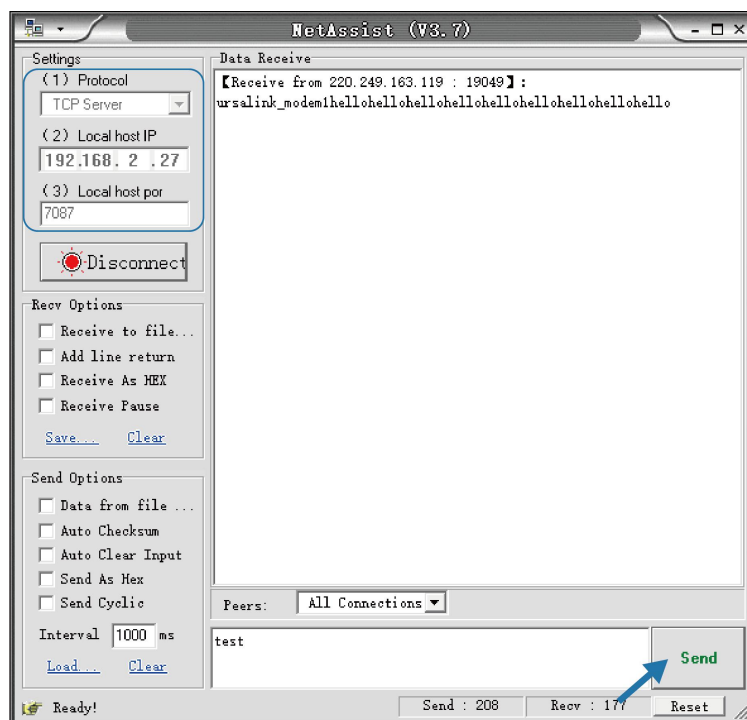 NetAssist (V3.7)
Settings
(1) Protocol
TCP Server
(2) Local host IP
192.168. 2 .27
(3) Local host por
7087
Disconnect
Recv Options
Receive to file...
Add line return
Receive As HEX
Receive Pause
Save... Clear
Send Options
Data from file ...
Auto Checksum
Auto Clear Input
Send As Hex
Send Cyclic
Interval 1000 ms
Load... Clear
Data Receive
【Receive from 220.249.163.119 : 19049】:
ursalink_modem1hellohellohellohellohellohellohellohellohello
Peers: All Connections
test
Send
Ready!
Send : 208 Recv : 177 Reset